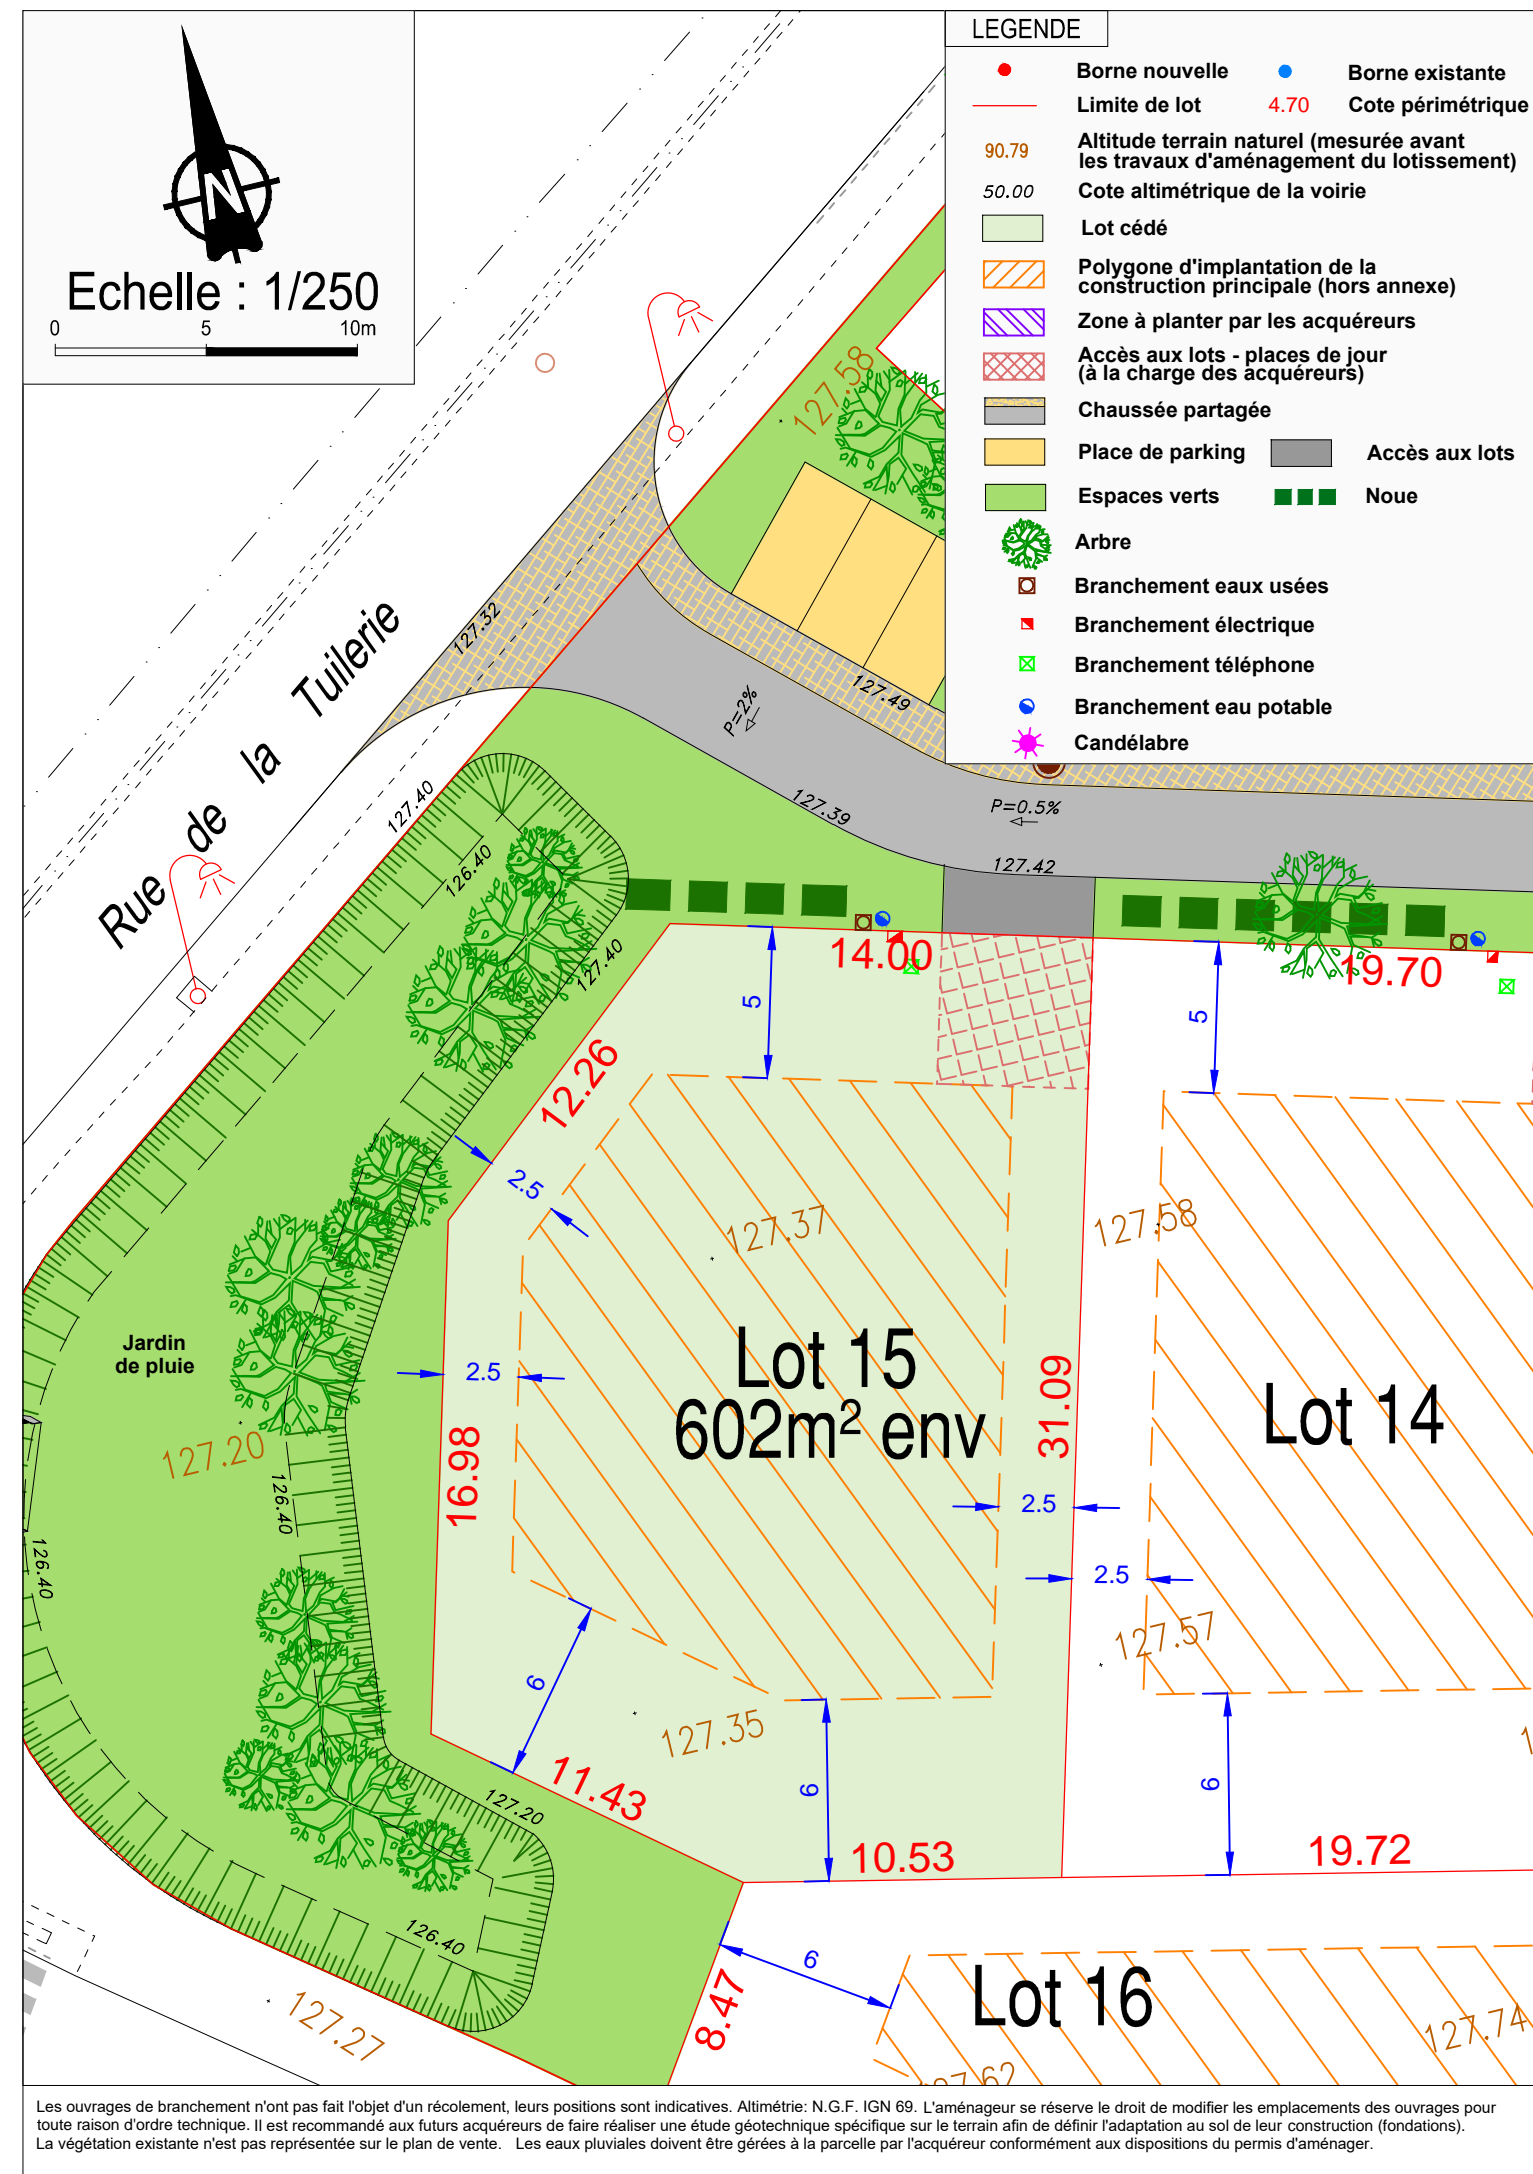 N
Echelle : 1/250
0 5 10m
LEGENDE
Borne nouvelle
Borne existante
Limite de lot
4.70 Cote périmétrique
90.79 Altitude terrain naturel (mesurée avant
les travaux d'aménagement du lotissement)
50.00 Cote altimétrique de la voirie
Lot cédé
Polygone d'implantation de la
construction principale (hors annexe)
Zone à planter par les acquéreurs
Accès aux lots - places de jour
(à la charge des acquéreurs)
Chaussée partagée
Place de parking
Accès aux lots
Espaces verts
Noue
Arbre
Branchement eaux usées
Branchement électrique
Branchement téléphone
Branchement eau potable
Candélabre
127.58
127.32
Rue de la Tuilerie
127.49
P=2%
127.40
127.39
P=0.5%
127.42
126.40
127.40
14.00
19.70
5
5
12.26
2.5
127.37
127.58
Jardin
de pluie
2.5
Lot 15
602m² env
31.09
Lot 14
127.20
16.98
126.40
126.40
2.5
2.5
127.57
6
127.35
11.43
6
6
127.20
10.53
19.72
126.40
6
8.47
Lot 16
127.27
127.74
Les ouvrages de branchement n'ont pas fait l'objet d'un récolement, leurs positions sont indicatives. Altimétrie: N.G.F. IGN 69. L'aménageur se réserve le droit de modifier les emplacements des ouvrages pour
toute raison d'ordre technique. Il est recommandé aux futurs acquéreurs de faire réaliser une étude géotechnique spécifique sur le terrain afin de définir l'adaptation au sol de leur construction (fondations).
La végétation existante n'est pas représentée sur le plan de vente. Les eaux pluviales doivent être gérées à la parcelle par l'acquéreur conformément aux dispositions du permis d'aménager.